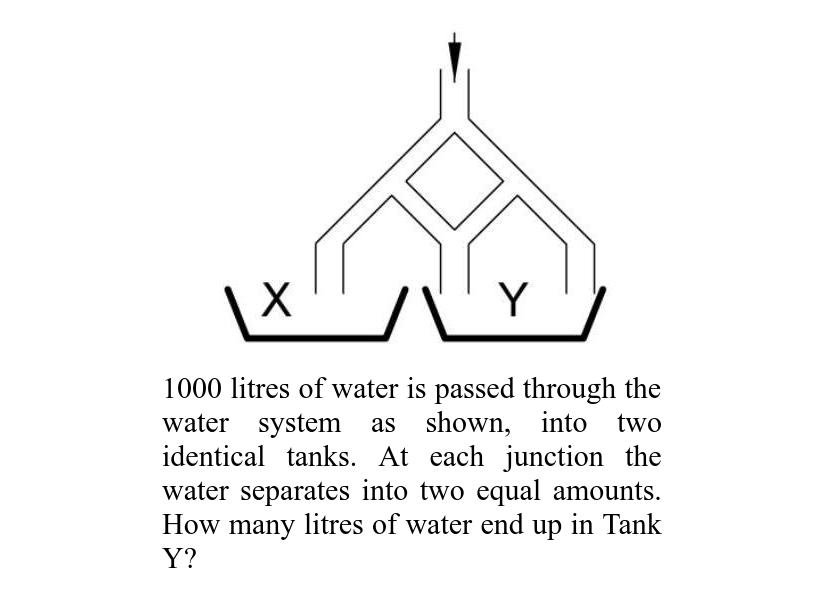 X Y
1000 litres of water is passed through the
water system as shown, into two
identical tanks. At each junction the
water separates into two equal amounts.
How many litres of water end up in Tank
Y?